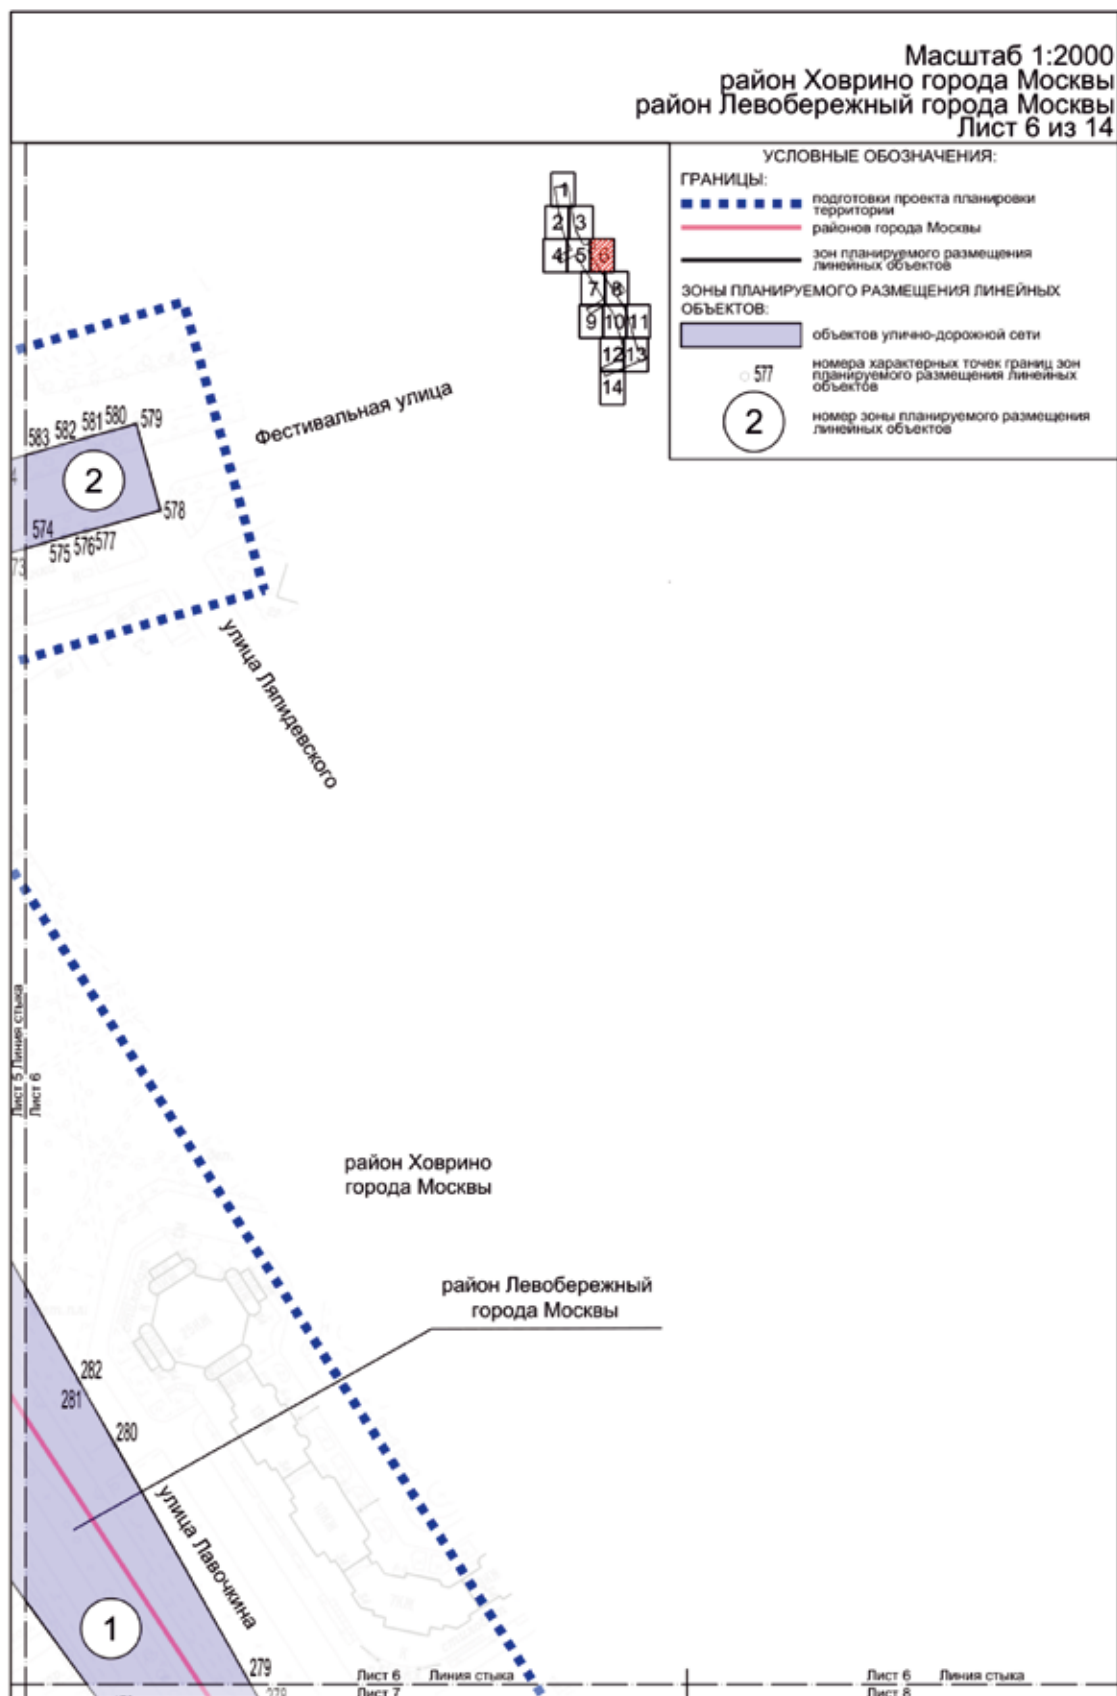 Масштаб 1:2000
район Ховрино города Москвы
район Левобережный города Москвы
Лист 6 из 14
УСЛОВНЫЕ ОБОЗНАЧЕНИЯ:
ГРАНИЦЫ:
подготовки проекта планировки
территории
районов города Москвы
зон планируемого размещения
линейных объектов
ЗОНЫ ПЛАНИРУЕМОГО РАЗМЕЩЕНИЯ ЛИНЕЙНЫХ
ОБЪЕКТОВ:
объектов улично-дорожной сети
577
номера характерных точек границ зон
планируемого размещения линейных
объектов
2
номер зоны планируемого размещения
линейных объектов
1
2 3
4 5 6
7 8
9 10 11
12 13
14
Фестивальная улица
583 582 581 580 579
2
578
574
575 576 577
73
улица Ляпидевского
Лист 5 Линия стыка
Лист 6
район Ховрино
города Москвы
район Левобережный
города Москвы
282
281
280
улица Лавочкина
1
279
278
Лист 6 Линия стыка
Лист 7
Лист 6 Линия стыка
Лист 8